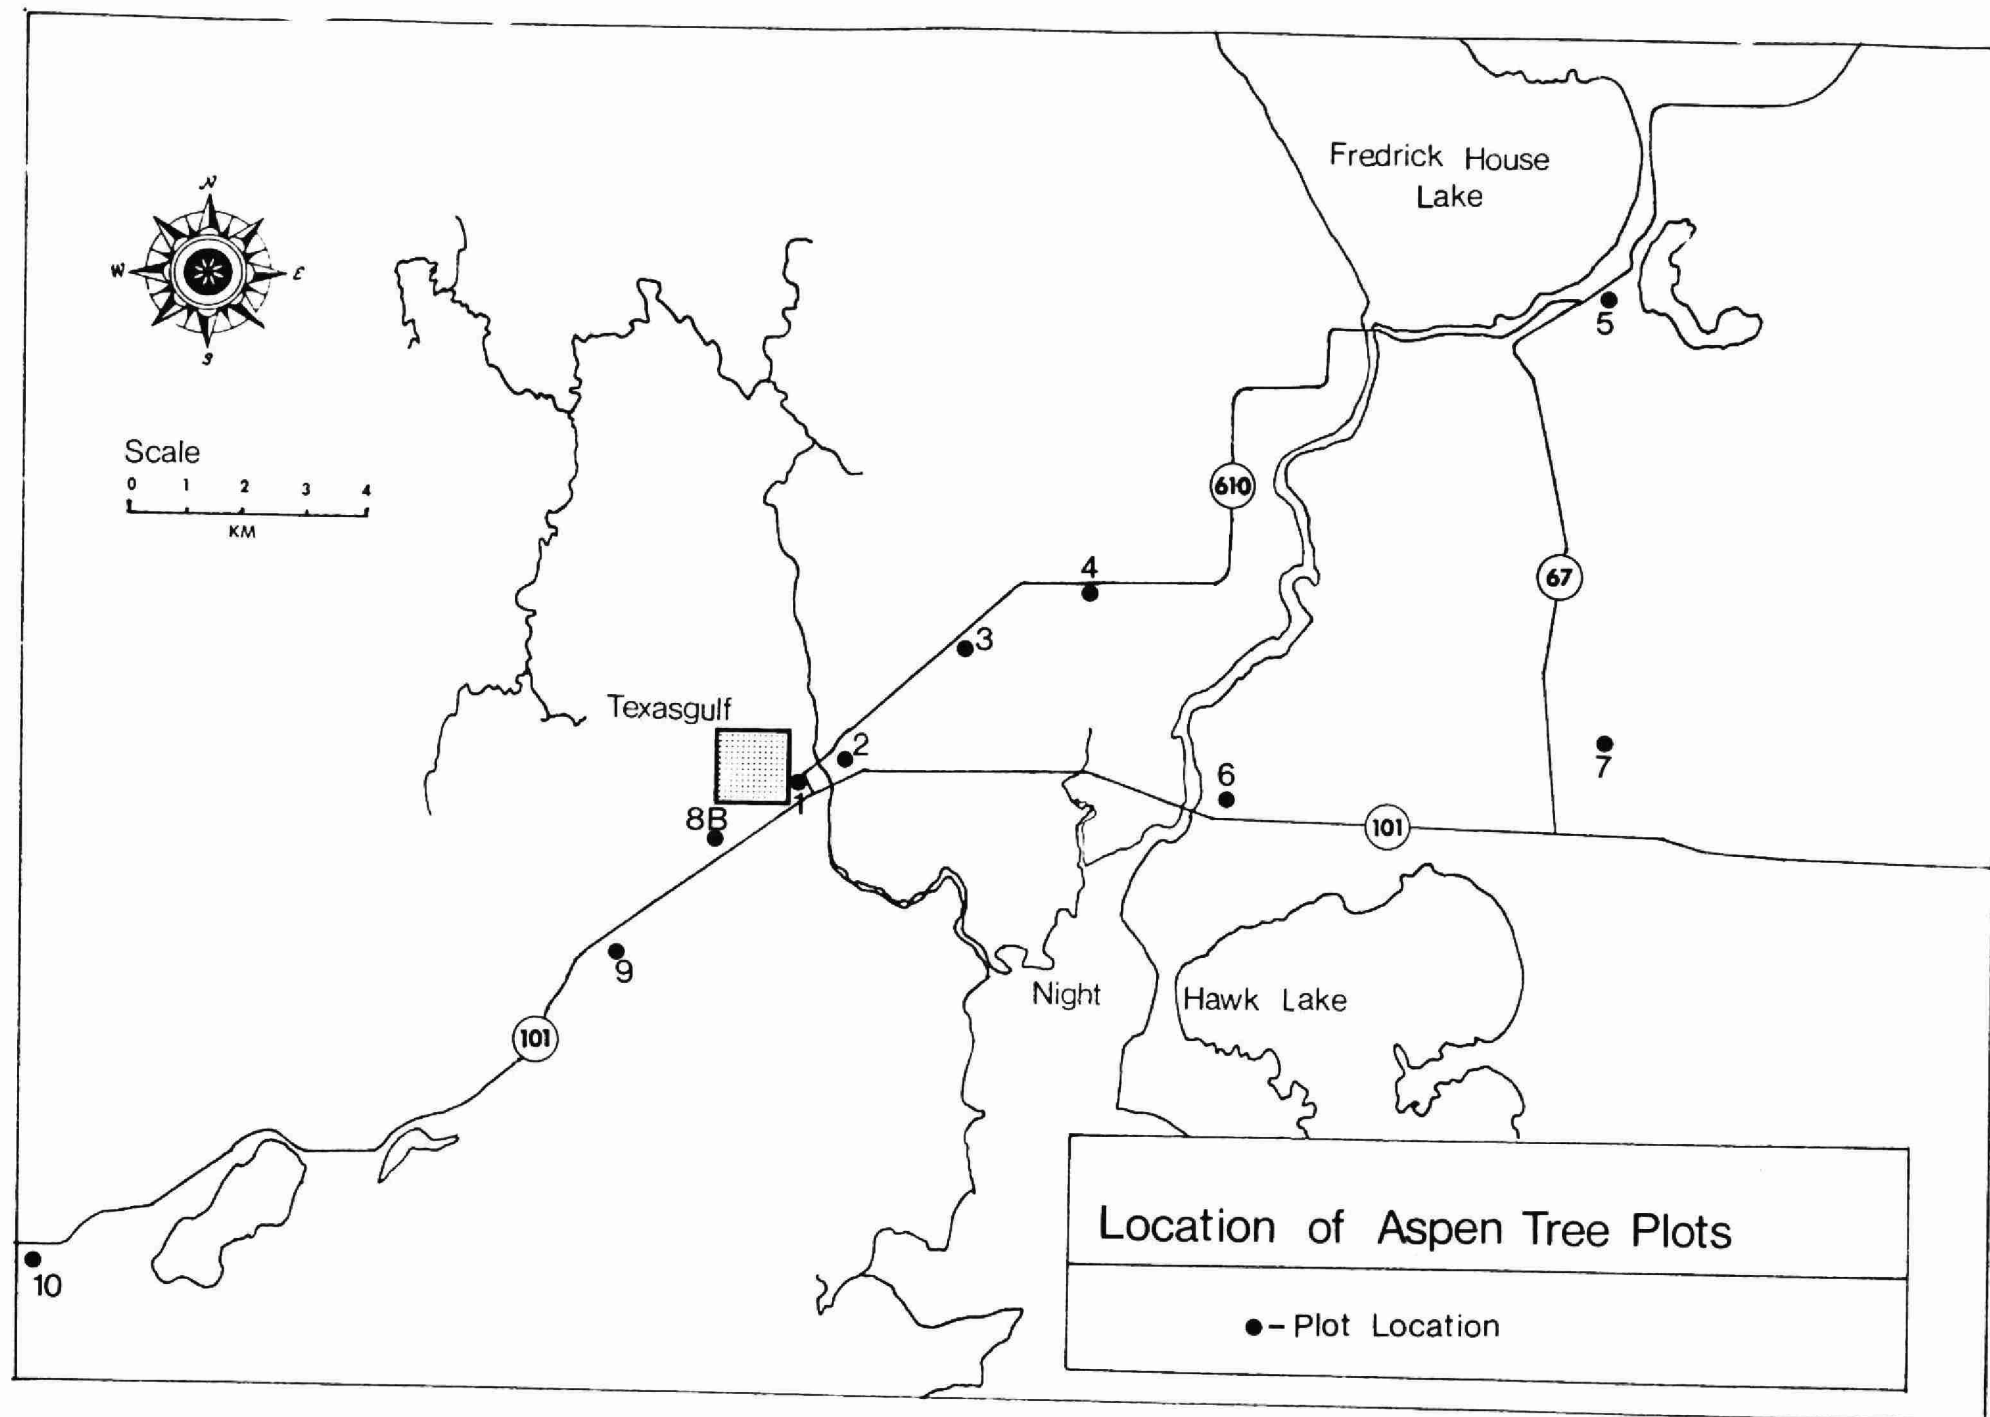 Fredrick House
Lake
N
W
E
S
5
Scale
0 1 2 3 4
KM
610
4
67
3
Texasgulf
2
7
6
1
8B
101
9
Night Hawk Lake
101
10
Location of Aspen Tree Plots
●-Plot Location